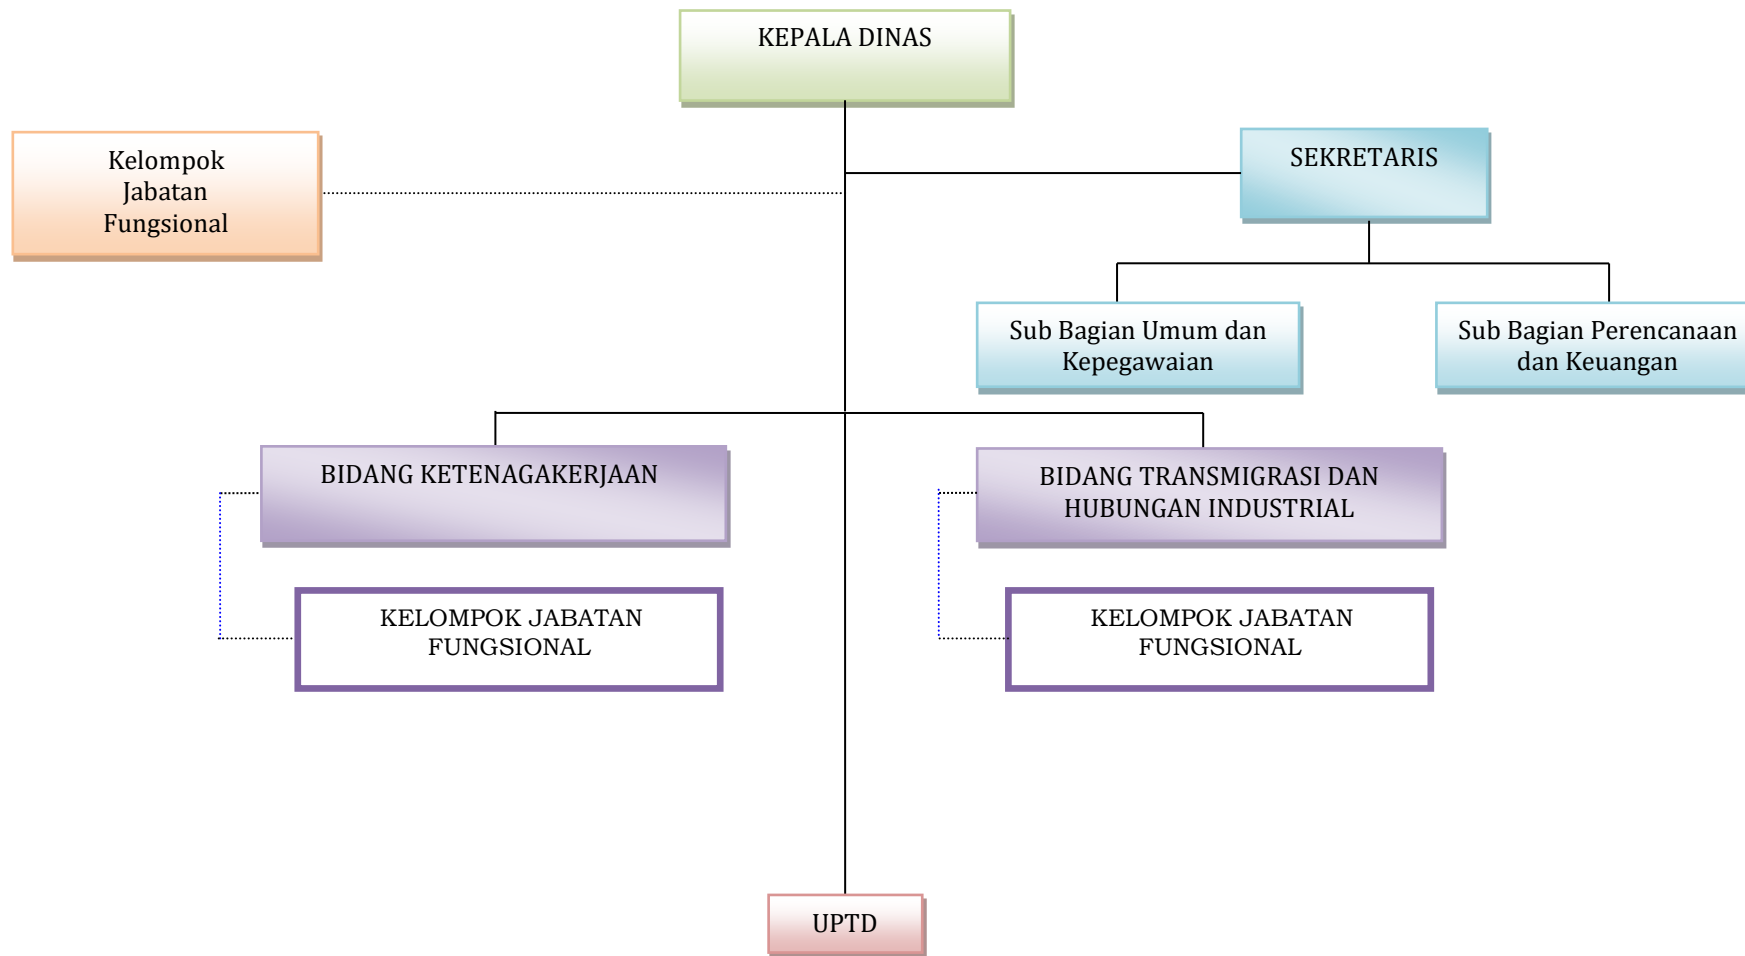 KEPALA DINAS
Kelompok
Jabatan
Fungsional
SEKRETARIS
Sub Bagian Umum dan
Kepegawaian
Sub Bagian Perencanaan
dan Keuangan
BIDANG KETENAGAKERJAAN
BIDANG TRANSMIGRASI DAN
HUBUNGAN INDUSTRIAL
KELOMPOK JABATAN
FUNGSIONAL
KELOMPOK JABATAN
FUNGSIONAL
UPTD